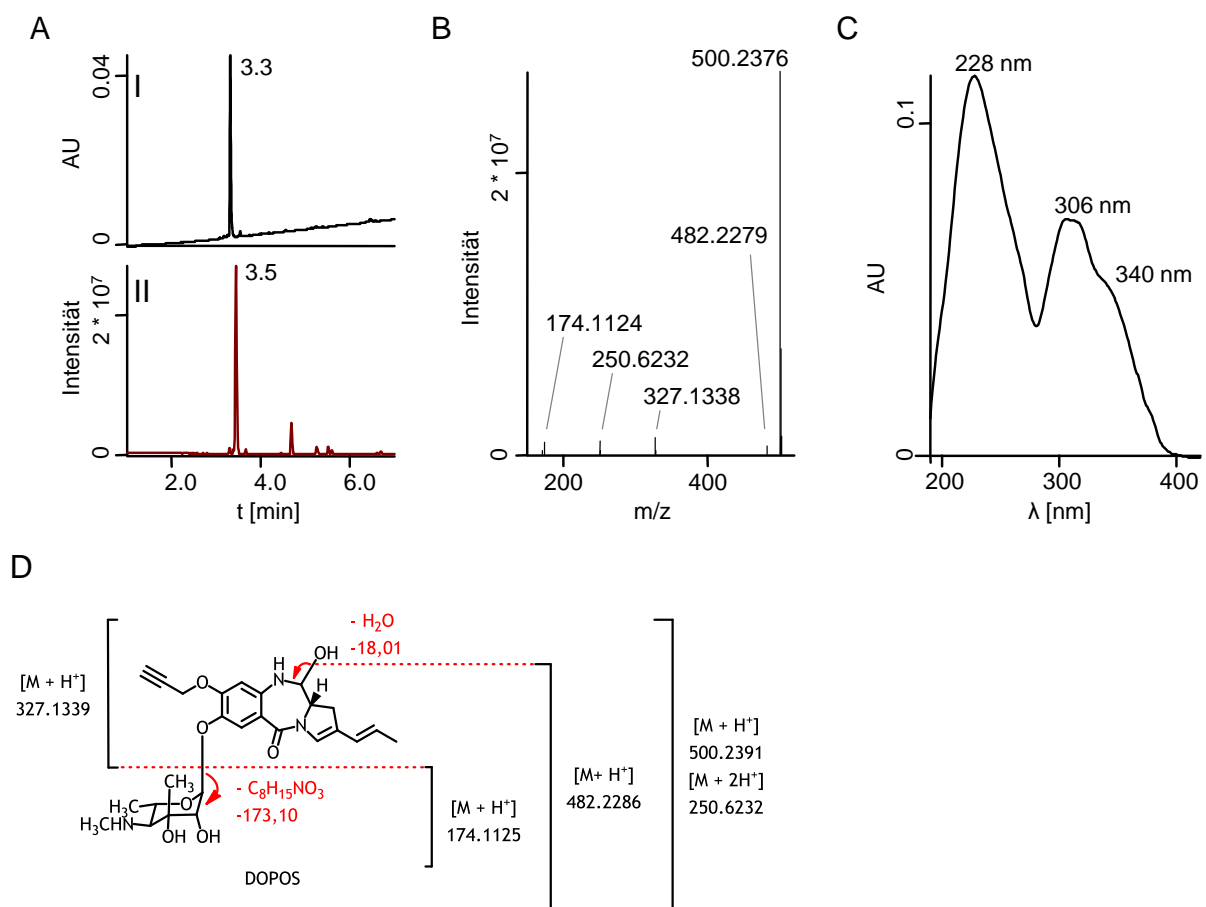 A
I
3.3
0.04
AU
0
II
3.5
2 * 10⁷
Intensität
0
2.0
4.0
6.0
t [min]
B
500.2376
2 * 10⁷
482.2279
174.1124
250.6232
327.1338
Intensität
0
200
400
m/z
C
228 nm
0.1
306 nm
340 nm
AU
0
200
300
400
λ [nm]
D
- H₂O
-18,01
OH
H
N
H
[M + H⁺]
327.1339
O
O
N
O
[M + H⁺]
500.2391
[M + 2H⁺]
250.6232
CH₃
- C₈H₁₅NO₃
-173,10
H₃C
O
H₃CHN
OH
OH
[M + H⁺]
174.1125
[M+ H⁺]
482.2286
DOPOS